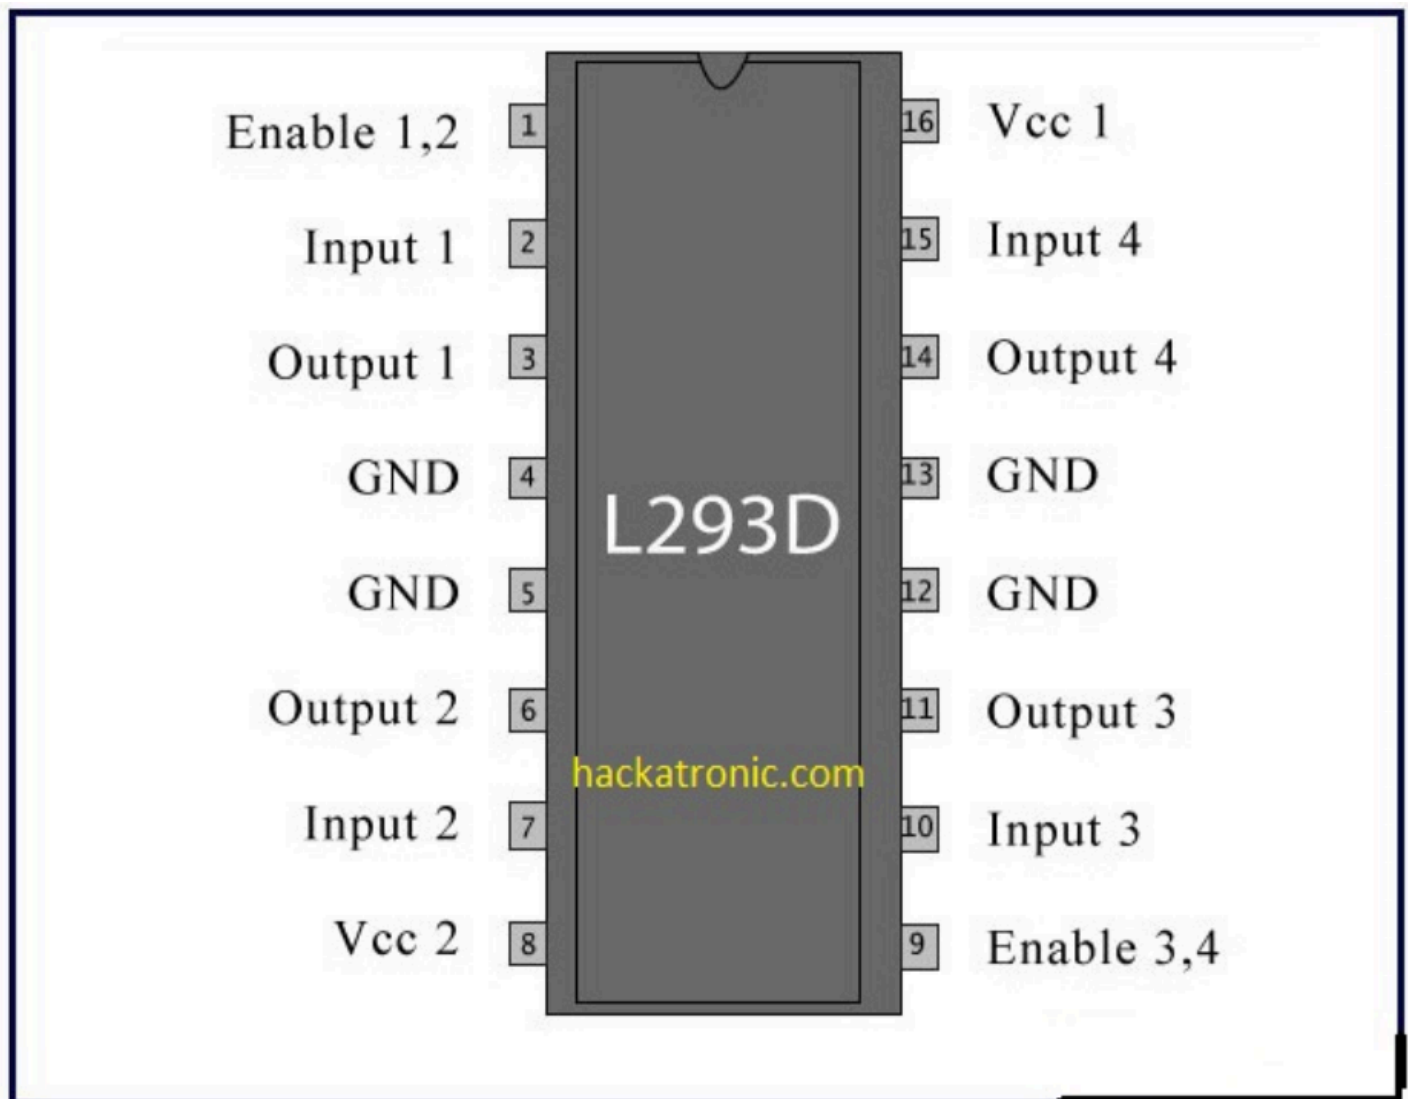 Enable 1,2 1 16 Vcc 1
Input 1 2 15 Input 4
Output 1 3 14 Output 4
GND 4 13 GND
L293D
GND 5 12 GND
Output 2 6 11 Output 3
hackatronic.com
Input 2 7 10 Input 3
Vcc 2 8 9 Enable 3,4